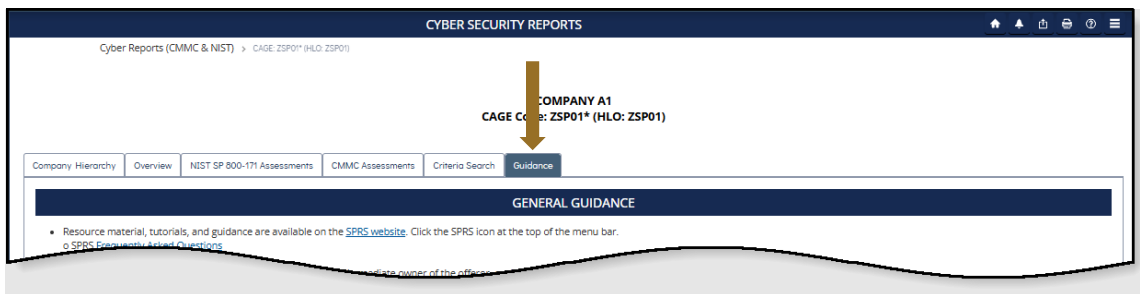 CYBER SECURITY REPORTS
Cyber Reports (CMMC & NIST) > CAGE: ZSP01* (HLO: ZSP01)
COMPANY A1
CAGE Code: ZSP01* (HLO: ZSP01)
Company Hierarchy Overview NIST SP 800-171 Assessments CMMC Assessments Criteria Search Guidance
GENERAL GUIDANCE
• Resource material, tutorials, and guidance are available on the SPRS website. Click the SPRS icon at the top of the menu bar.
o SPRS Frequently Asked Questions
owner of the